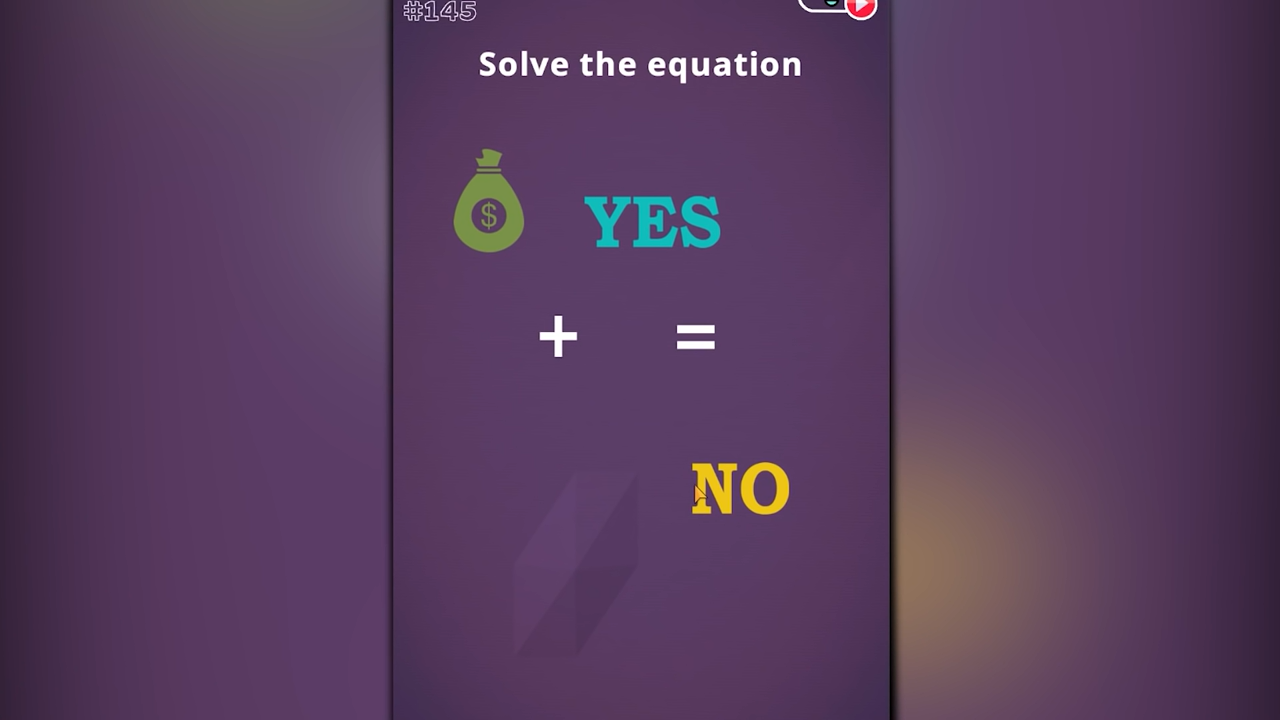 #145
Solve the equation
$
YES
+ =
NO